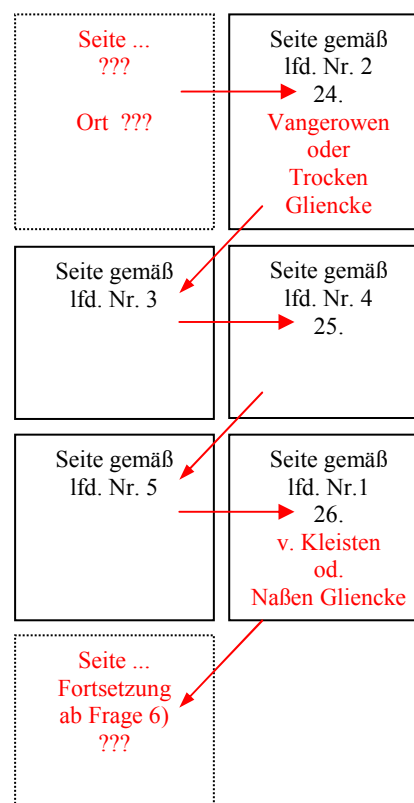 Seite ...
???
Ort ???
Seite gemäß
lfd. Nr. 2
24.
Vangerowen
oder
Trocken
Gliencke
Seite gemäß
lfd. Nr. 3
Seite gemäß
lfd. Nr. 4
25.
Seite gemäß
lfd. Nr. 5
Seite gemäß
lfd. Nr.1
26.
v. Kleisten
od.
Naßen Gliencke
Seite ...
Fortsetzung
ab Frage 6)
???